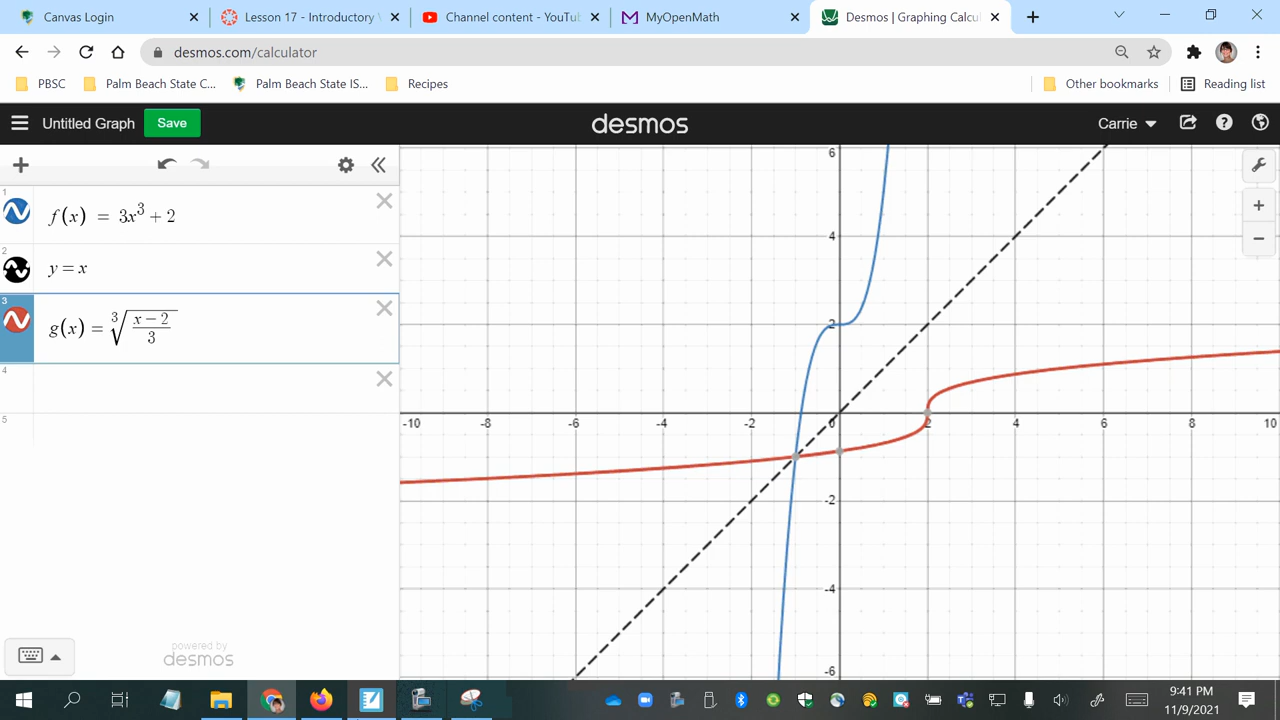 Canvas Login
Lesson 17 - Introductory V
Channel content - YouTu
MyOpenMath
Desmos | Graphing Calcu
desmos.com/calculator
PBSC
Palm Beach State C...
Palm Beach State IS...
Recipes
Other bookmarks
Reading list
Untitled Graph
Save
desmos
Carrie
1
f(x) = 3x³ + 2
2
y = x
3
g(x) = ∛((x − 2)/3)
4
5
6
4
2
-10 -8 -6 -4 -2 0 2 4 6 8 10
-2
-4
-6
powered by
desmos
9:41 PM
11/9/2021